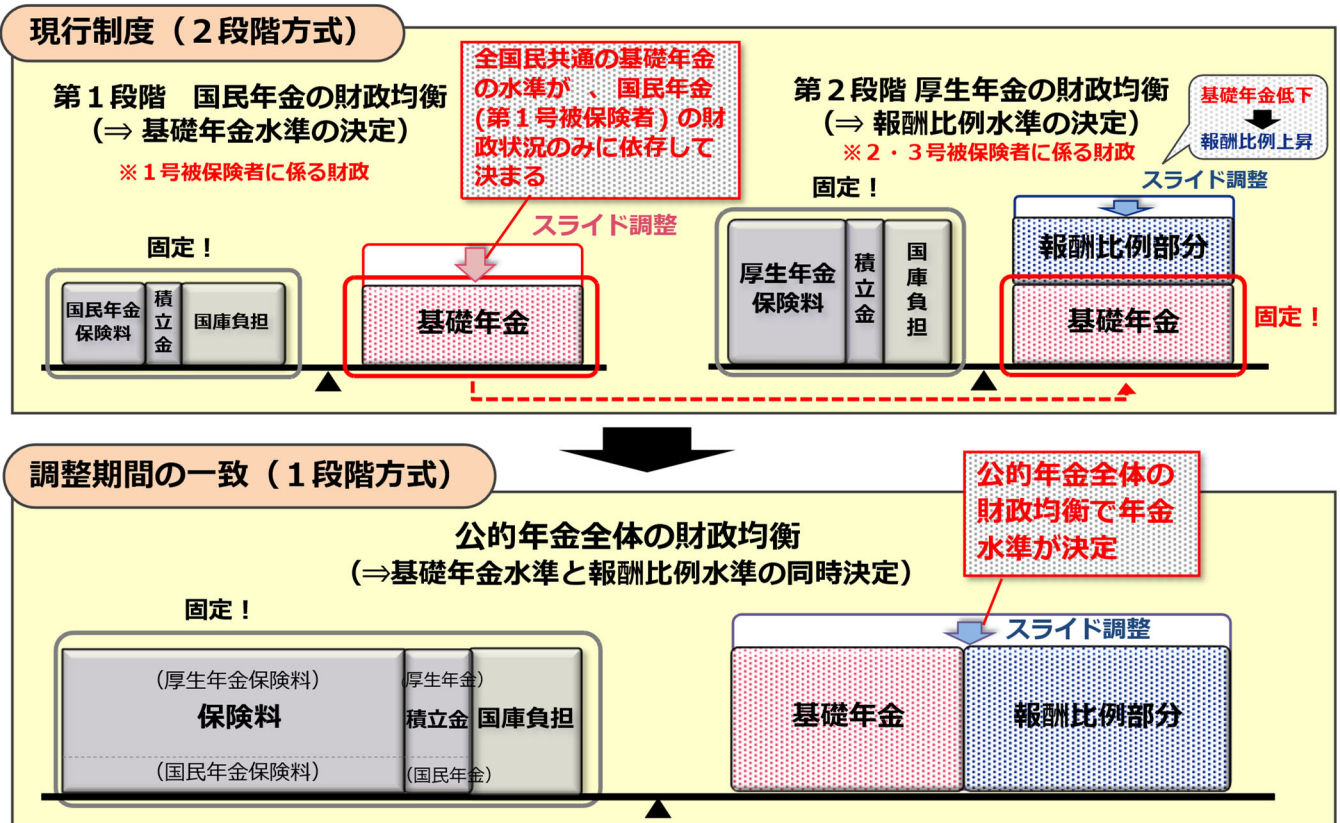 現行制度(2段階方式)
第1段階 国民年金の財政均衡
(⇒ 基礎年金水準の決定)
※1号被保険者に係る財政
全国民共通の基礎年金
の水準が 、 国民年金
(第1号被保険者)の財
政状況のみに依存して
決まる
スライド調整
固定!
国民年金
保険料
積立金
国庫負担
基礎年金
第2段階 厚生年金の財政均衡
(⇒ 報酬比例水準の決定)
※2・3号被保険者に係る財政
基礎年金低下
報酬比例上昇
スライド調整
固定!
厚生年金
保険料
積立金
国庫負担
報酬比例部分
基礎年金
固定!
調整期間の一致(1段階方式)
公的年金全体の財政均衡
(⇒基礎年金水準と報酬比例水準の同時決定)
公的年金全体の
財政均衡で年金
水準が決定
固定!
スライド調整
(厚生年金保険料)
保険料
(国民年金保険料)
(厚生年金)
積立金
(国民年金)
国庫負担
基礎年金
報酬比例部分